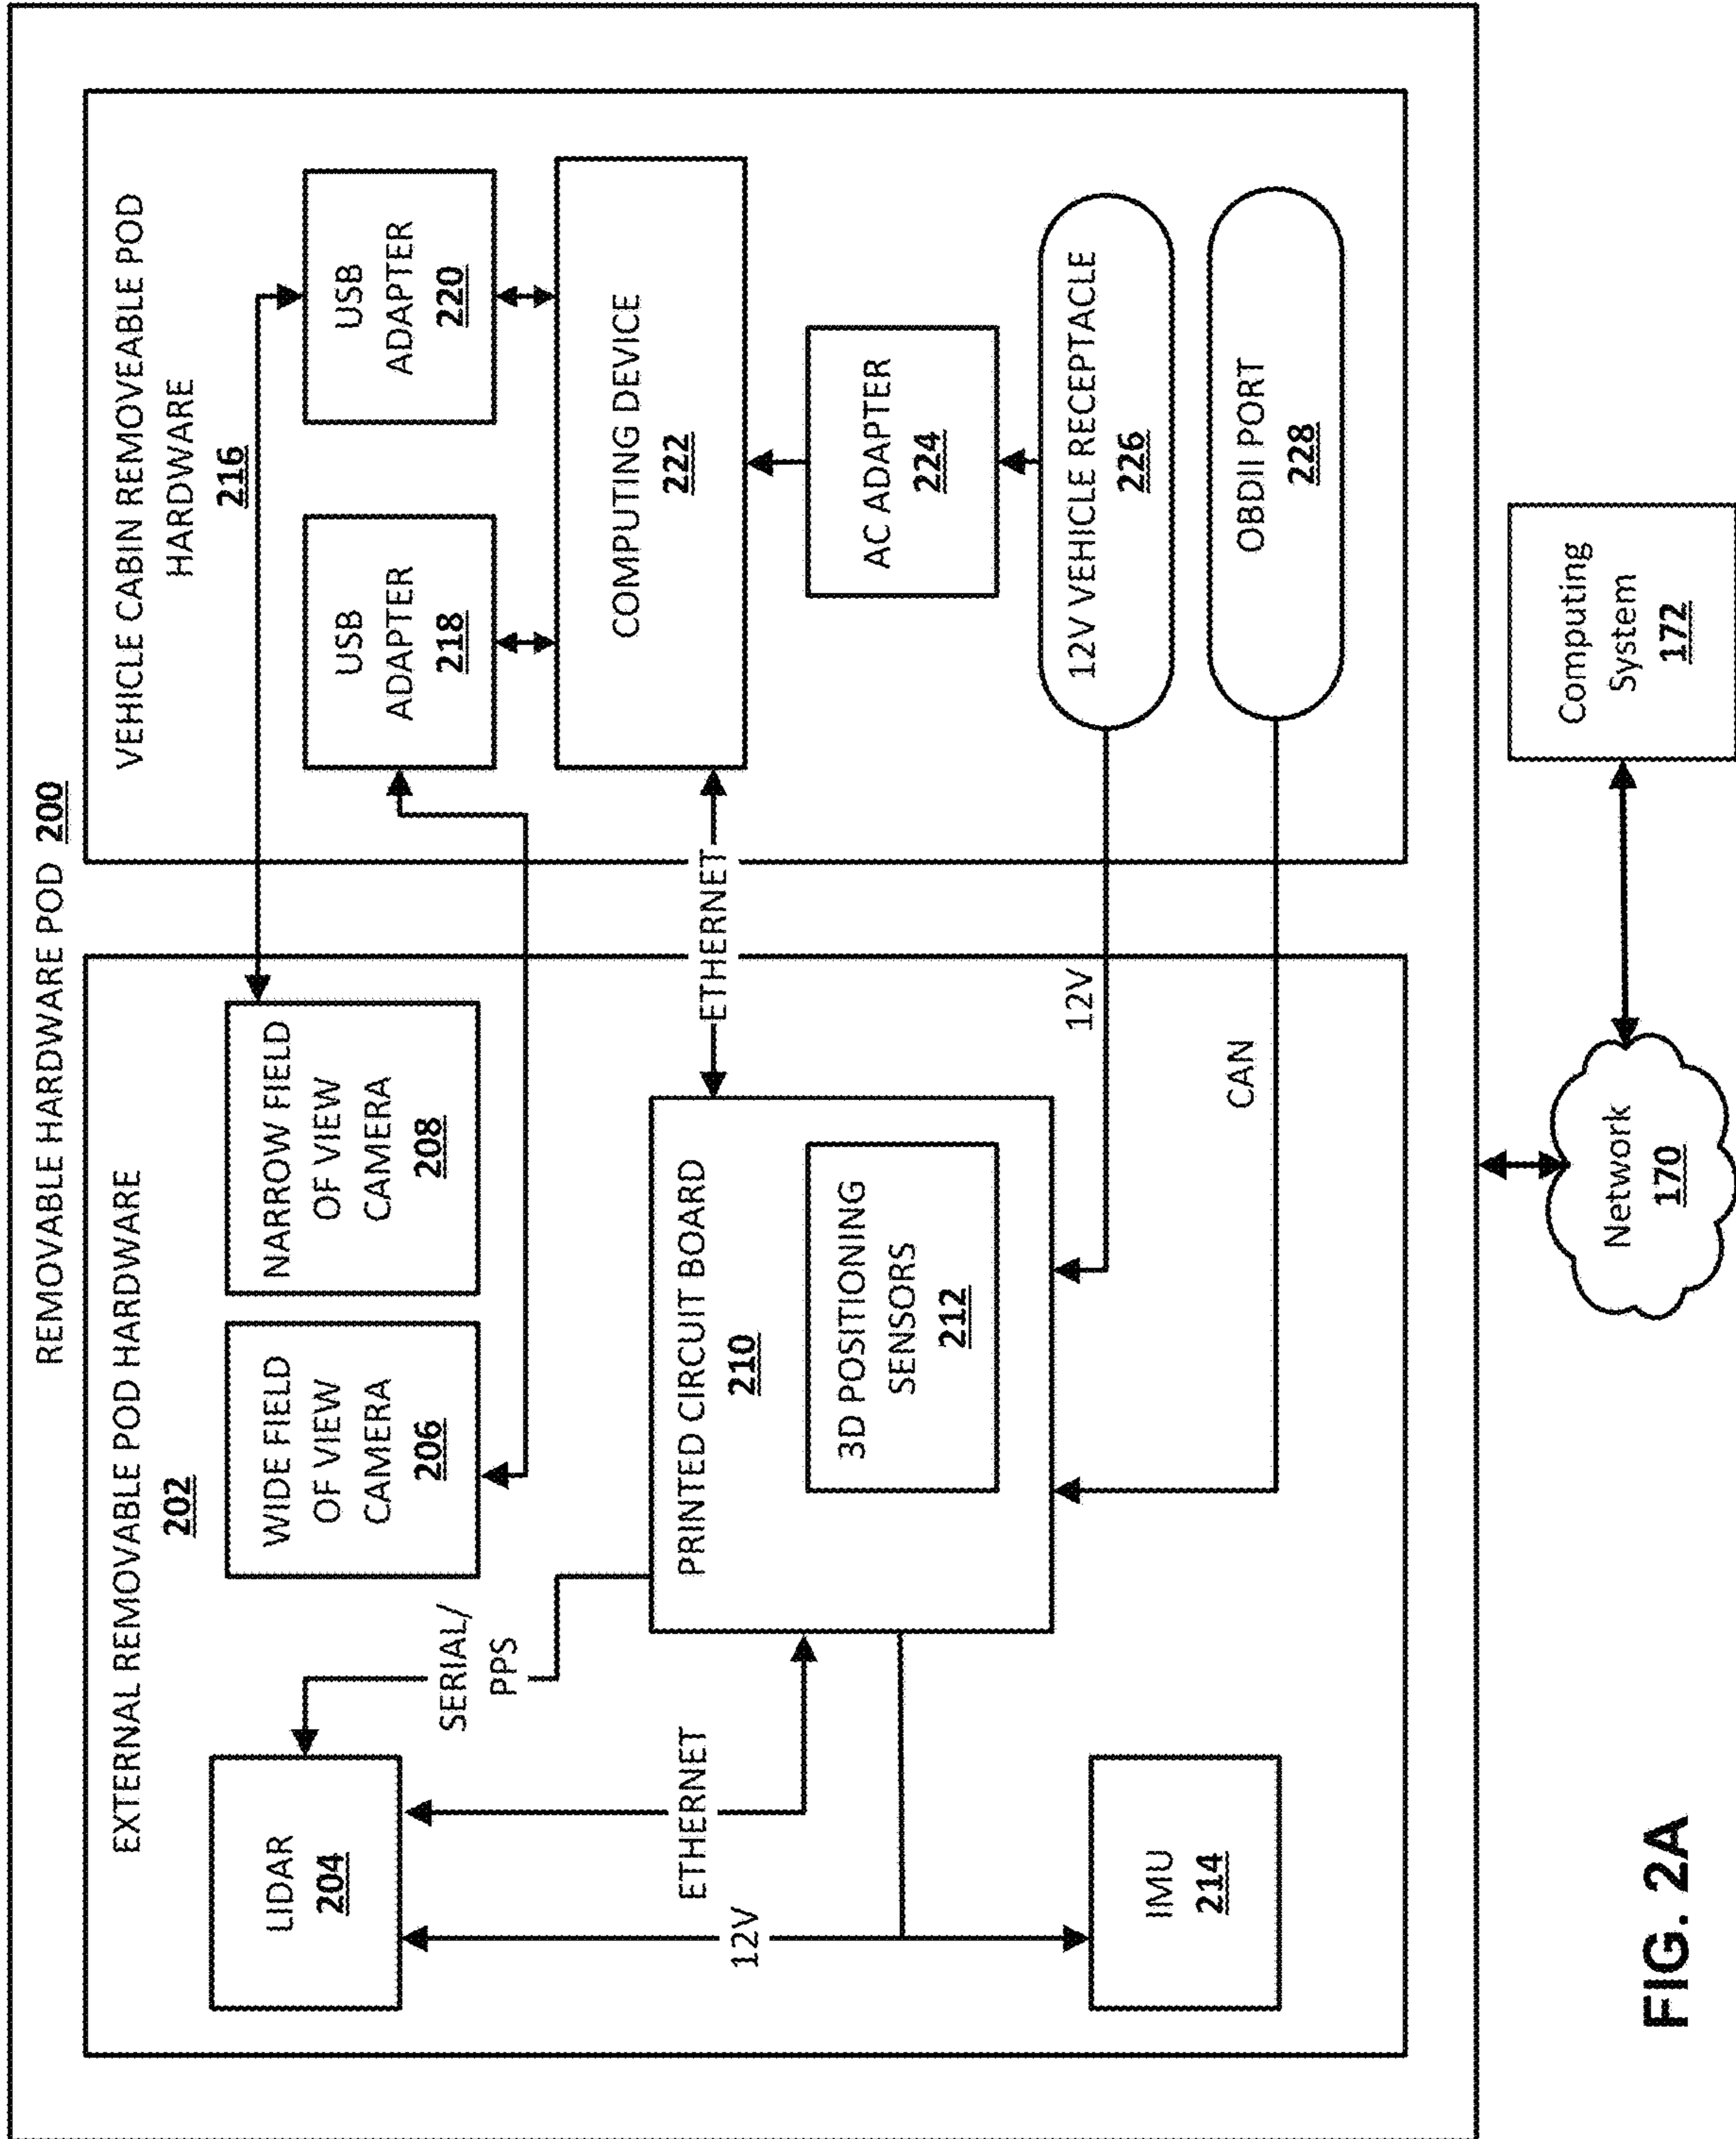 REMOVABLE HARDWARE POD 200
EXTERNAL REMOVABLE POD HARDWARE
202
LIDAR
204
WIDE FIELD
OF VIEW
CAMERA
206
NARROW FIELD
OF VIEW
CAMERA
208
SERIAL/
PPS
ETHERNET
12V
PRINTED CIRCUIT BOARD
210
3D POSITIONING
SENSORS
212
IMU
214
ETHERNET
12V
CAN
VEHICLE CABIN REMOVEABLE POD
HARDWARE
216
USB
ADAPTER
218
USB
ADAPTER
220
COMPUTING DEVICE
222
AC ADAPTER
224
12V VEHICLE RECEPTACLE
226
OBDII PORT
228
Network
170
Computing
System
172
FIG. 2A